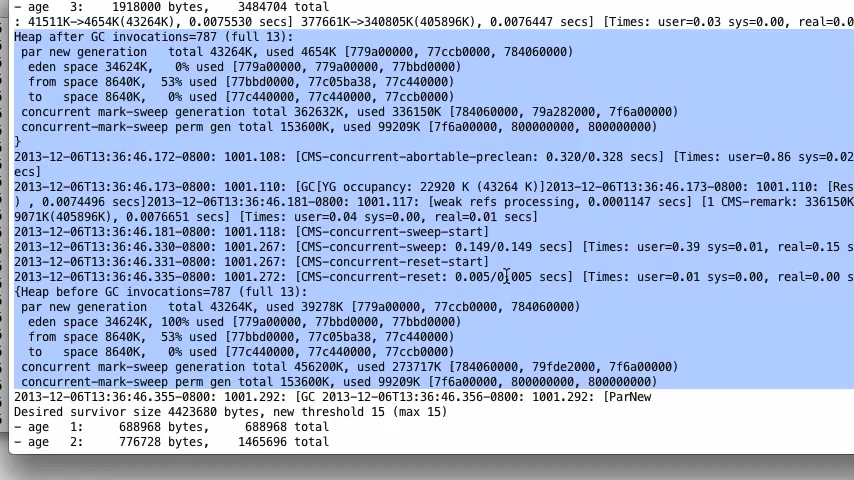 - age   3:    1918000 bytes,    3484704 total
: 41511K->4654K(43264K), 0.0075530 secs] 377661K->340805K(405896K), 0.0076447 secs] [Times: user=0.03 sys=0.00, real=0.0
Heap after GC invocations=787 (full 13):
 par new generation   total 43264K, used 4654K [779a00000, 77ccb0000, 784060000)
  eden space 34624K,   0% used [779a00000, 779a00000, 77bbd0000)
  from space 8640K,  53% used [77bbd0000, 77c05ba38, 77c440000)
  to   space 8640K,   0% used [77c440000, 77c440000, 77ccb0000)
 concurrent mark-sweep generation total 362632K, used 336150K [784060000, 79a282000, 7f6a00000)
 concurrent-mark-sweep perm gen total 153600K, used 99209K [7f6a00000, 800000000, 800000000)
}
2013-12-06T13:36:46.172-0800: 1001.108: [CMS-concurrent-abortable-preclean: 0.320/0.328 secs] [Times: user=0.86 sys=0.02
ecs]
2013-12-06T13:36:46.173-0800: 1001.110: [GC[YG occupancy: 22920 K (43264 K)]2013-12-06T13:36:46.173-0800: 1001.110: [Res
) , 0.0074496 secs]2013-12-06T13:36:46.181-0800: 1001.117: [weak refs processing, 0.0001147 secs] [1 CMS-remark: 336150K
9071K(405896K), 0.0076651 secs] [Times: user=0.04 sys=0.00, real=0.01 secs]
2013-12-06T13:36:46.181-0800: 1001.118: [CMS-concurrent-sweep-start]
2013-12-06T13:36:46.330-0800: 1001.267: [CMS-concurrent-sweep: 0.149/0.149 secs] [Times: user=0.39 sys=0.01, real=0.15 s
2013-12-06T13:36:46.331-0800: 1001.267: [CMS-concurrent-reset-start]
2013-12-06T13:36:46.335-0800: 1001.272: [CMS-concurrent-reset: 0.005/0.005 secs] [Times: user=0.01 sys=0.00, real=0.00 s
{Heap before GC invocations=787 (full 13):
 par new generation   total 43264K, used 39278K [779a00000, 77ccb0000, 784060000)
  eden space 34624K, 100% used [779a00000, 77bbd0000, 77bbd0000)
  from space 8640K,  53% used [77bbd0000, 77c05ba38, 77c440000)
  to   space 8640K,   0% used [77c440000, 77c440000, 77ccb0000)
 concurrent mark-sweep generation total 456200K, used 273717K [784060000, 79fde2000, 7f6a00000)
 concurrent-mark-sweep perm gen total 153600K, used 99209K [7f6a00000, 800000000, 800000000)
2013-12-06T13:36:46.355-0800: 1001.292: [GC 2013-12-06T13:36:46.356-0800: 1001.292: [ParNew
Desired survivor size 4423680 bytes, new threshold 15 (max 15)
- age   1:     688968 bytes,     688968 total
- age   2:     776728 bytes,    1465696 total